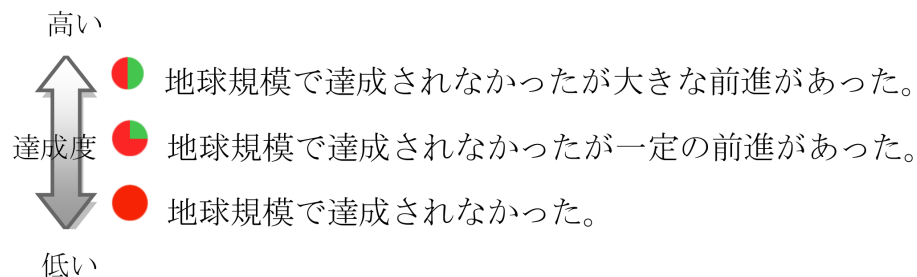 高い
地球規模で達成されなかったが大きな前進があった。
達成度
地球規模で達成されなかったが一定の前進があった。
地球規模で達成されなかった。
低い